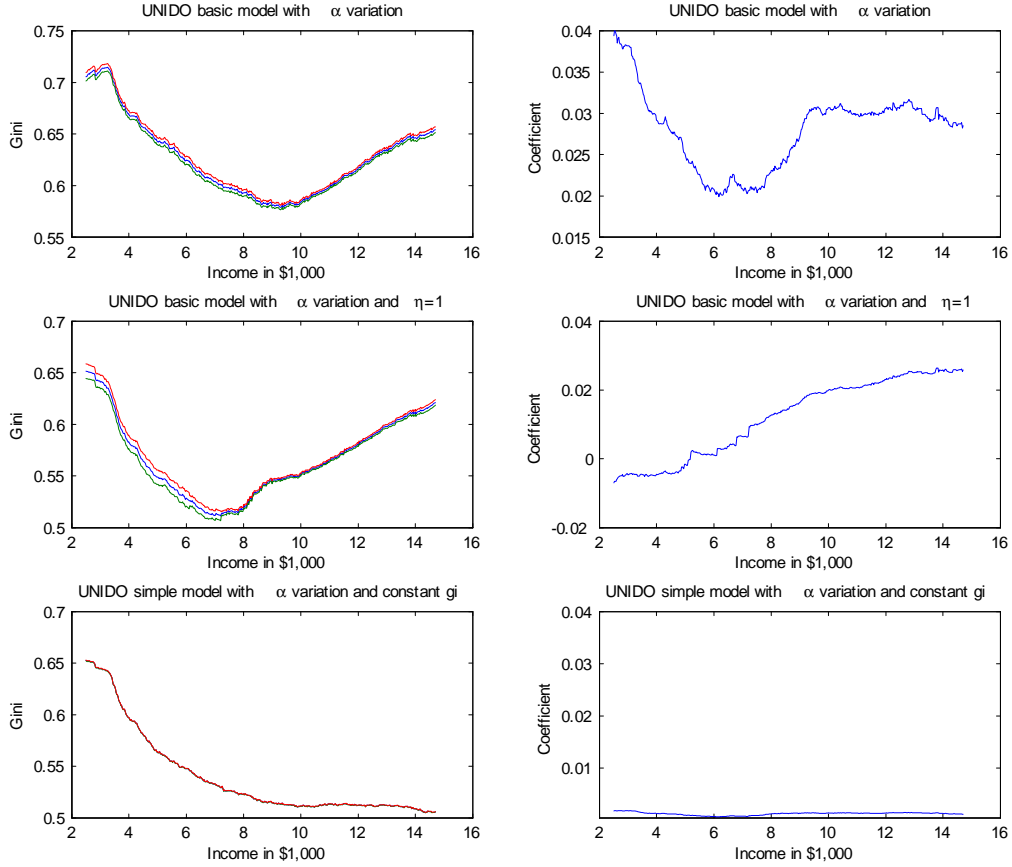 UNIDO basic model with α variation
0.75
0.7
0.65
0.6
0.55
Gini
2 4 6 8 10 12 14 16
Income in $1,000
UNIDO basic model with α variation
0.04
0.035
0.03
0.025
0.02
0.015
Coefficient
2 4 6 8 10 12 14 16
Income in $1,000
UNIDO basic model with α variation and η=1
0.7
0.65
0.6
0.55
0.5
Gini
2 4 6 8 10 12 14 16
Income in $1,000
UNIDO basic model with α variation and η=1
0.04
0.02
0
-0.02
Coefficient
2 4 6 8 10 12 14 16
Income in $1,000
UNIDO simple model with α variation and constant gi
0.7
0.65
0.6
0.55
0.5
Gini
2 4 6 8 10 12 14 16
Income in $1,000
UNIDO simple model with α variation and constant gi
0.04
0.03
0.02
0.01
Coefficient
2 4 6 8 10 12 14 16
Income in $1,000